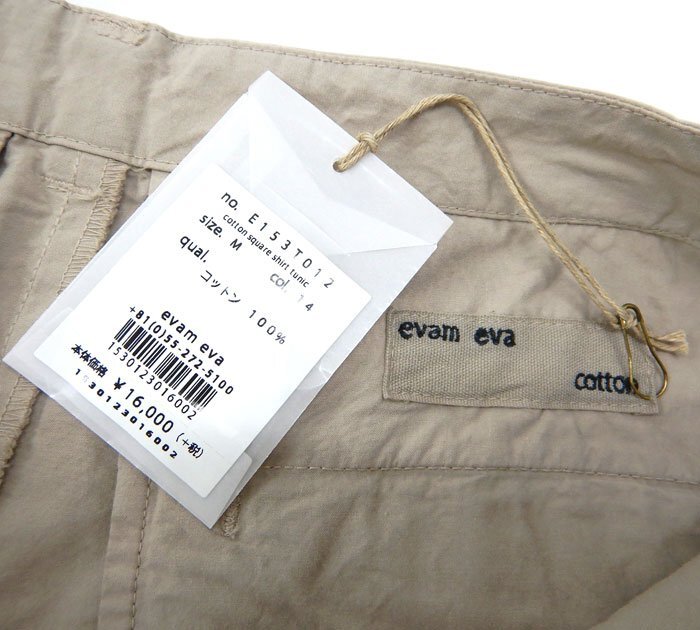 no. E153T012
cotton square shirt tunic
size. M col. 14
qual.
コットン 100%
evam eva
+81(0)55-272-5100
1530123016002
本体価格 ¥16,000 (+税)
1530123016002
evam eva
cotton